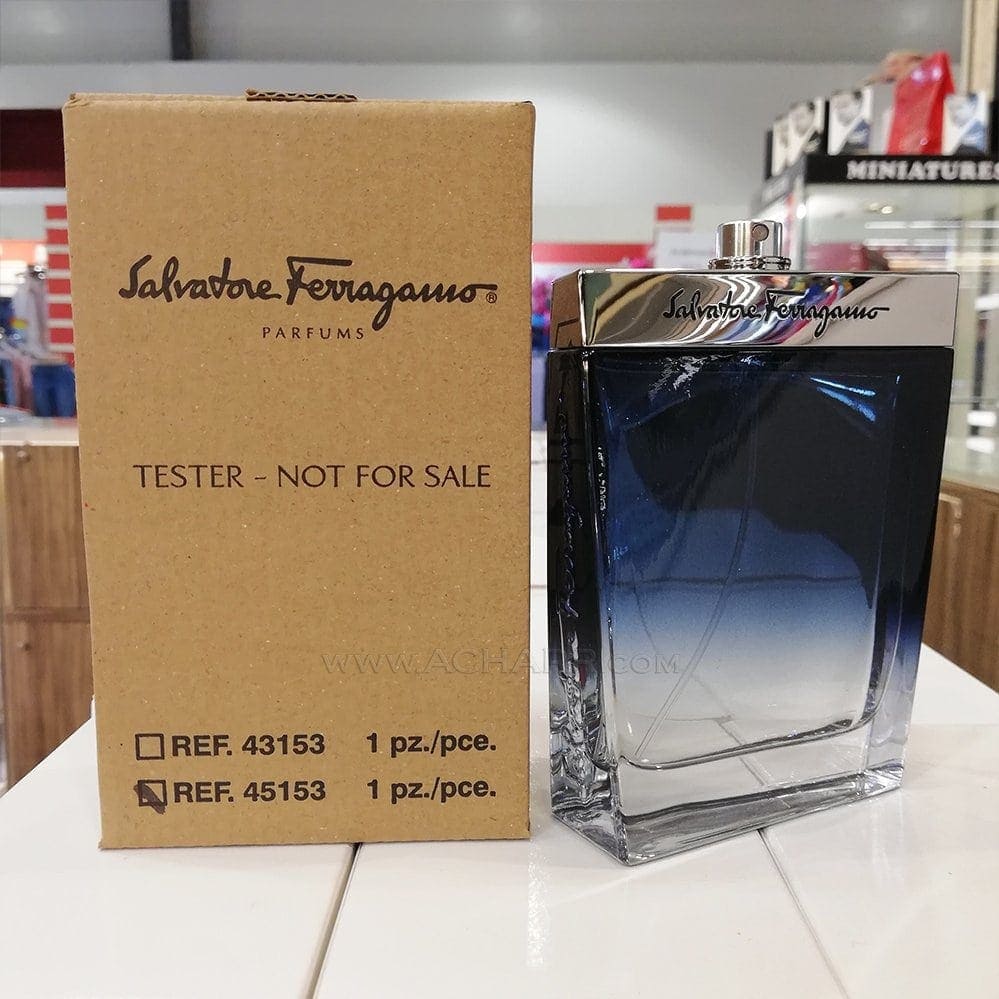 Salvatore Ferragamo®
PARFUMS
TESTER - NOT FOR SALE
REF. 43153 1 pz./pce.
REF. 45153 1 pz./pce.
Salvatore Ferragamo
MINIATURES